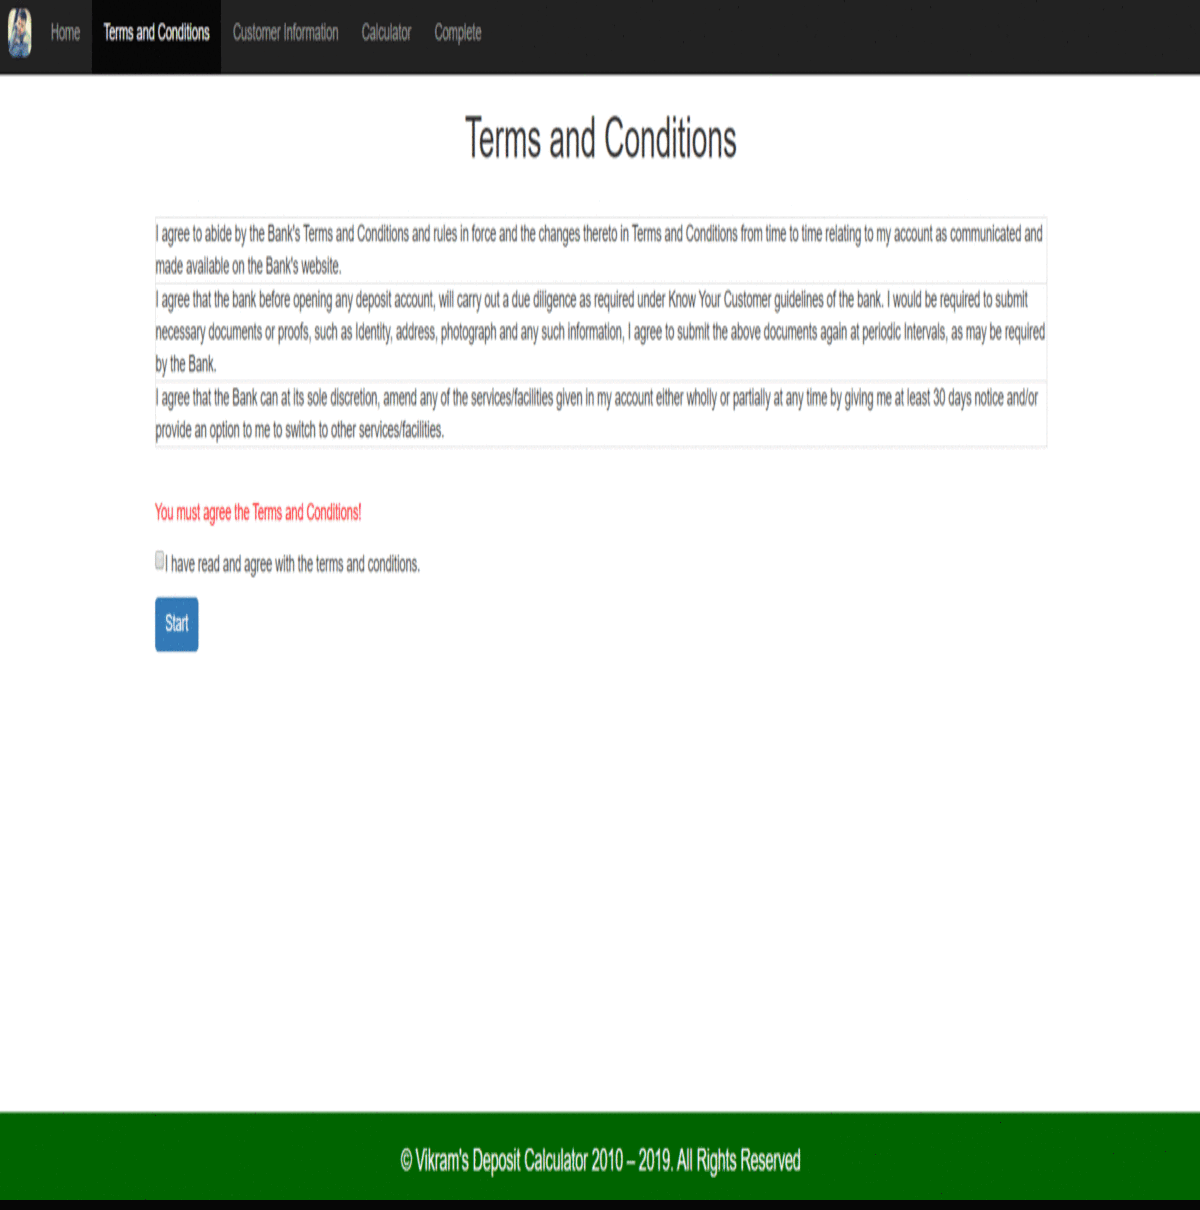 Home Terms and Conditions Customer Information Calculator Complete
Terms and Conditions
I agree to abide by the Bank's Terms and Conditions and rules in force and the changes thereto in Terms and Conditions from time to time relating to my account as communicated and
made available on the Bank's website.
I agree that the bank before opening any deposit account, will carry out a due diligence as required under Know Your Customer guidelines of the bank. I would be required to submit
necessary documents or proofs, such as Identity, address, photograph and any such information, I agree to submit the above documents again at periodic Intervals, as may be required
by the Bank.
I agree that the Bank can at its sole discretion, amend any of the services/facilities given in my account either wholly or partially at any time by giving me at least 30 days notice and/or
provide an option to me to switch to other services/facilities.
You must agree the Terms and Conditions!
I have read and agree with the terms and conditions.
Start
© Vikram's Deposit Calculator 2010 – 2019. All Rights Reserved